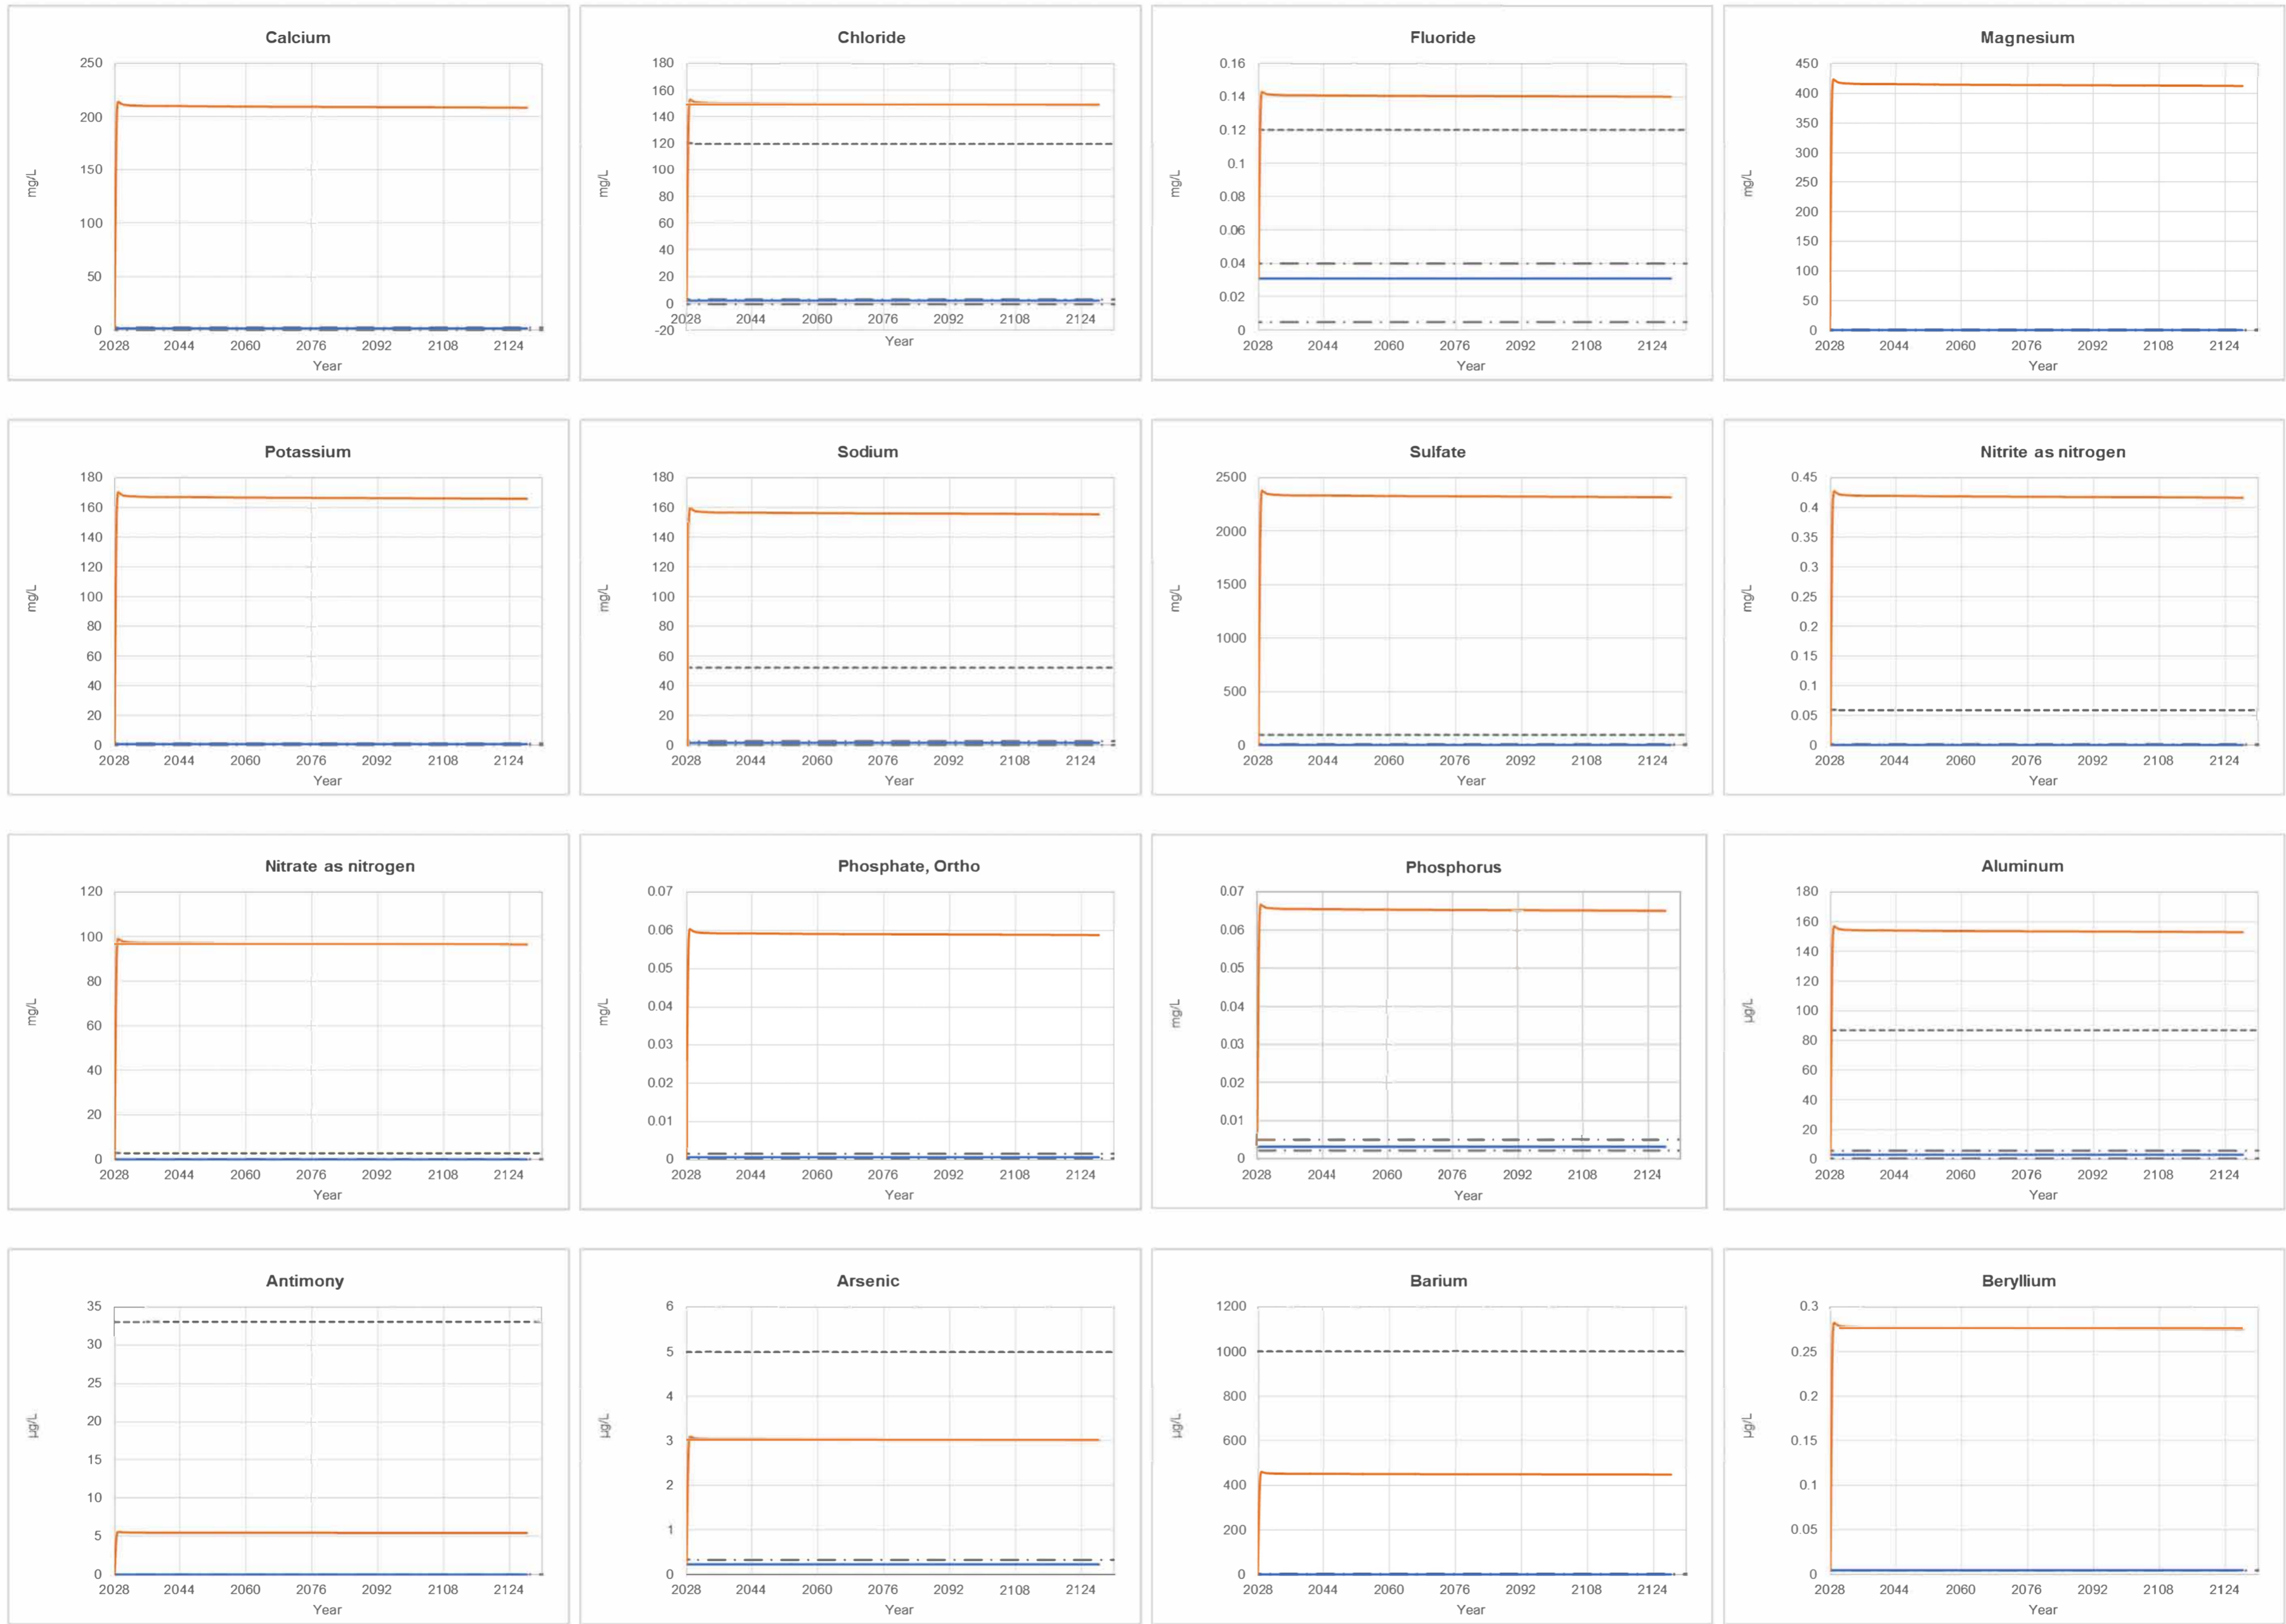 Calcium
250
200
150
100
50
0
mg/L
2028 2044 2060 2076 2092 2108 2124
Year
Chloride
180
160
140
120
100
80
60
40
20
0
-20
mg/L
2028 2044 2060 2076 2092 2108 2124
Year
Fluoride
0.16
0.14
0.12
0.1
0.08
0.06
0.04
0.02
0
mg/L
2028 2044 2060 2076 2092 2108 2124
Year
Magnesium
450
400
350
300
250
200
150
100
50
0
mg/L
2028 2044 2060 2076 2092 2108 2124
Year
Potassium
180
160
140
120
100
80
60
40
20
0
mg/L
2028 2044 2060 2076 2092 2108 2124
Year
Sodium
180
160
140
120
100
80
60
40
20
0
mg/L
2028 2044 2060 2076 2092 2108 2124
Year
Sulfate
2500
2000
1500
1000
500
0
mg/L
2028 2044 2060 2076 2092 2108 2124
Year
Nitrite as nitrogen
0.45
0.4
0.35
0.3
0.25
0.2
0.15
0.1
0.05
0
mg/L
2028 2044 2060 2076 2092 2108 2124
Year
Nitrate as nitrogen
120
100
80
60
40
20
0
mg/L
2028 2044 2060 2076 2092 2108 2124
Year
Phosphate, Ortho
0.07
0.06
0.05
0.04
0.03
0.02
0.01
0
mg/L
2028 2044 2060 2076 2092 2108 2124
Year
Phosphorus
0.07
0.06
0.05
0.04
0.03
0.02
0.01
0
mg/L
2028 2044 2060 2076 2092 2108 2124
Year
Aluminum
180
160
140
120
100
80
60
40
20
0
µg/L
2028 2044 2060 2076 2092 2108 2124
Year
Antimony
35
30
25
20
15
10
5
0
µg/L
2028 2044 2060 2076 2092 2108 2124
Year
Arsenic
6
5
4
3
2
1
0
µg/L
2028 2044 2060 2076 2092 2108 2124
Year
Barium
1200
1000
800
600
400
200
0
µg/L
2028 2044 2060 2076 2092 2108 2124
Year
Beryllium
0.3
0.25
0.2
0.15
0.1
0.05
0
µg/L
2028 2044 2060 2076 2092 2108 2124
Year